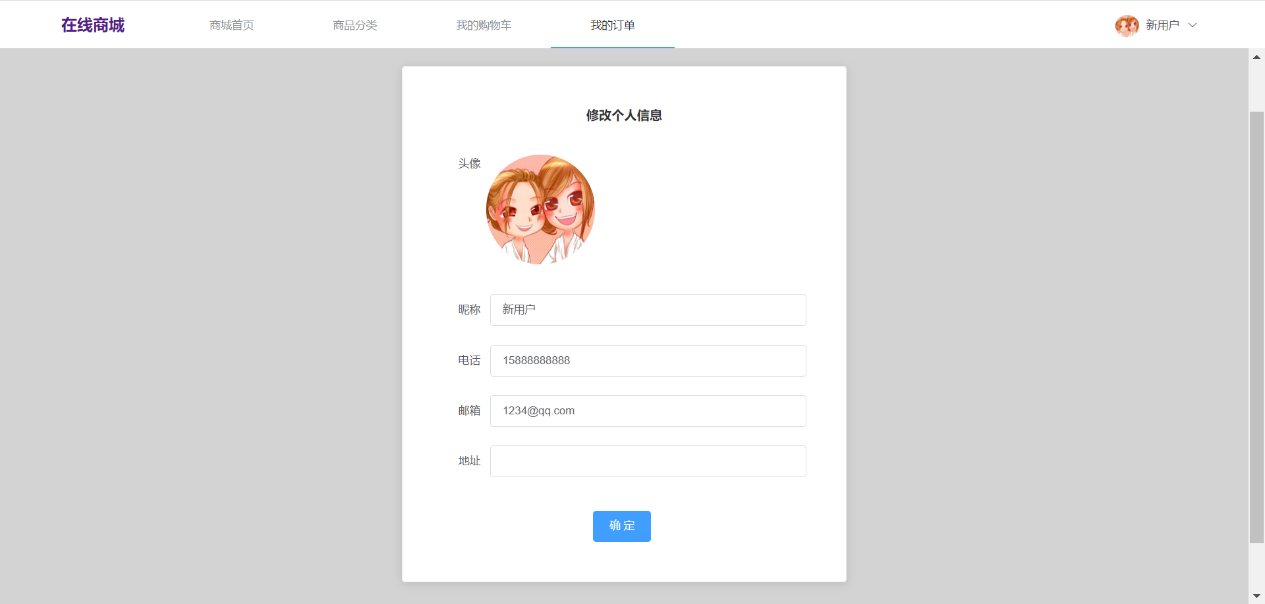 在线商城 商城首页 商品分类 我的购物车 我的订单 新用户
修改个人信息
头像
昵称 新用户
电话 15888888888
邮箱 1234@qq.com
地址
确 定